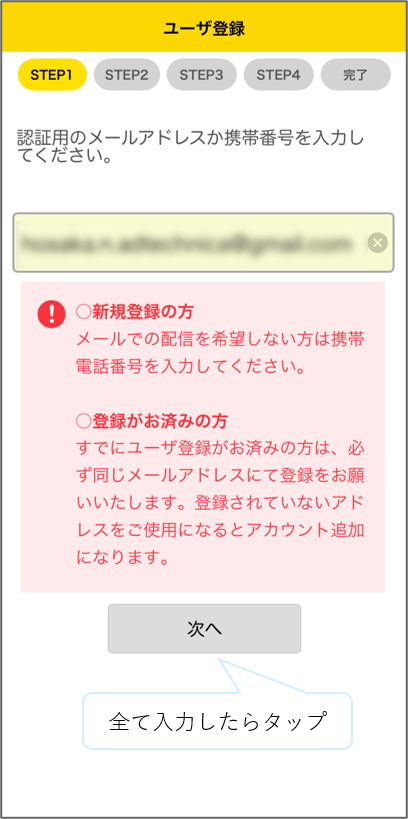 ユーザ登録
STEP1 STEP2 STEP3 STEP4 完了
認証用のメールアドレスか携帯番号を入力し
てください。
○新規登録の方
メールでの配信を希望しない方は携帯
電話番号を入力してください。
○登録がお済みの方
すでにユーザ登録がお済みの方は、必
ず同じメールアドレスにて登録をお願
いいたします。登録されていないアド
レスをご使用になるとアカウント追加
になります。
次へ
全て入力したらタップ